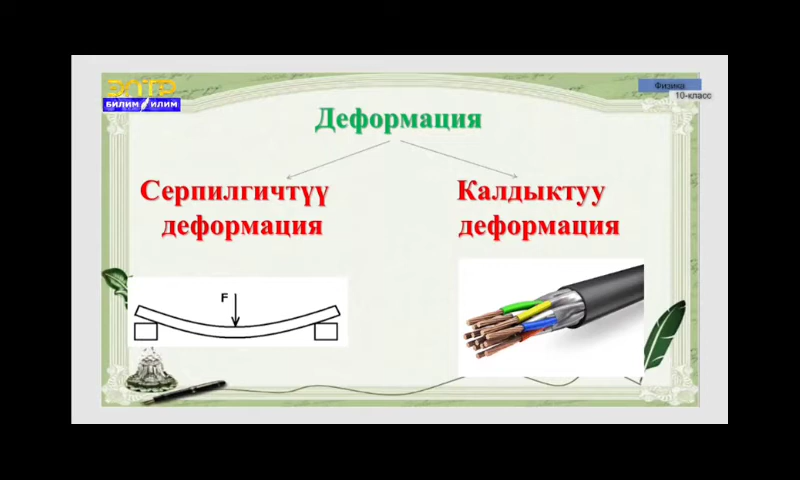 ЭЛТР
БИЛИМ ИЛИМ
Физика
10-класс
Деформация
Серпилгичтүү
деформация
Калдыктуу
деформация
F